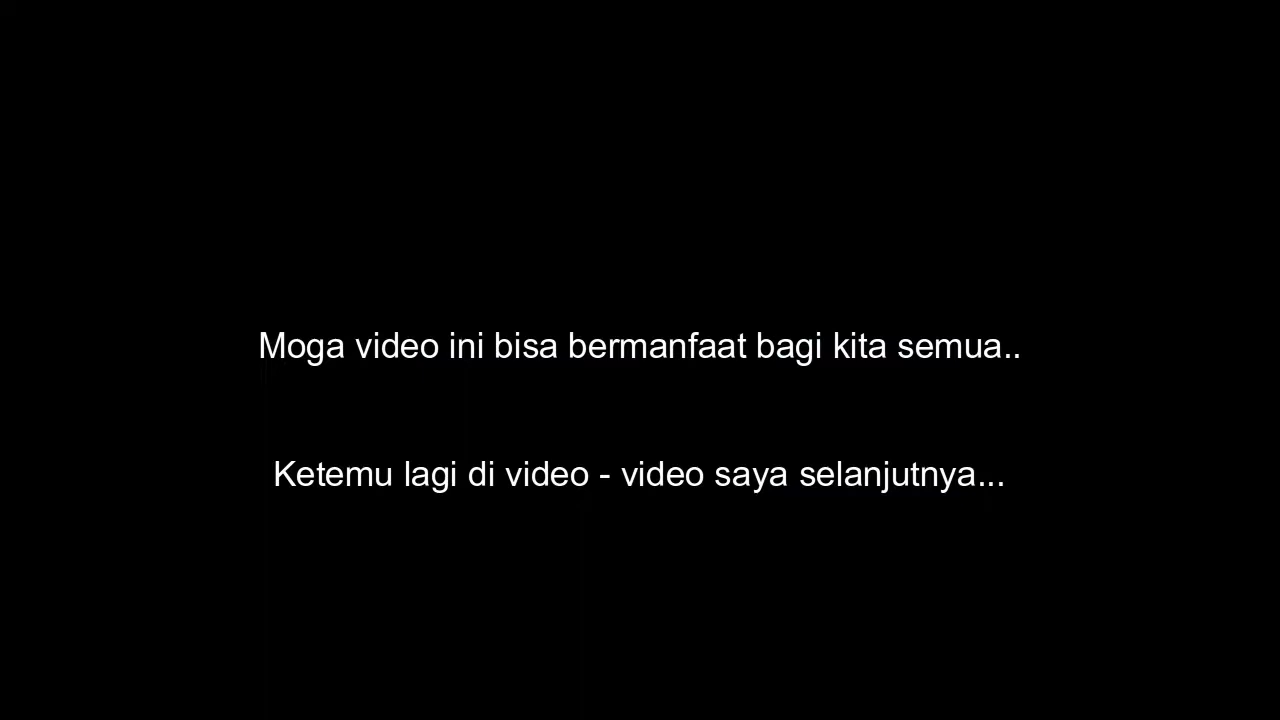 Moga video ini bisa bermanfaat bagi kita semua..
Ketemu lagi di video - video saya selanjutnya...